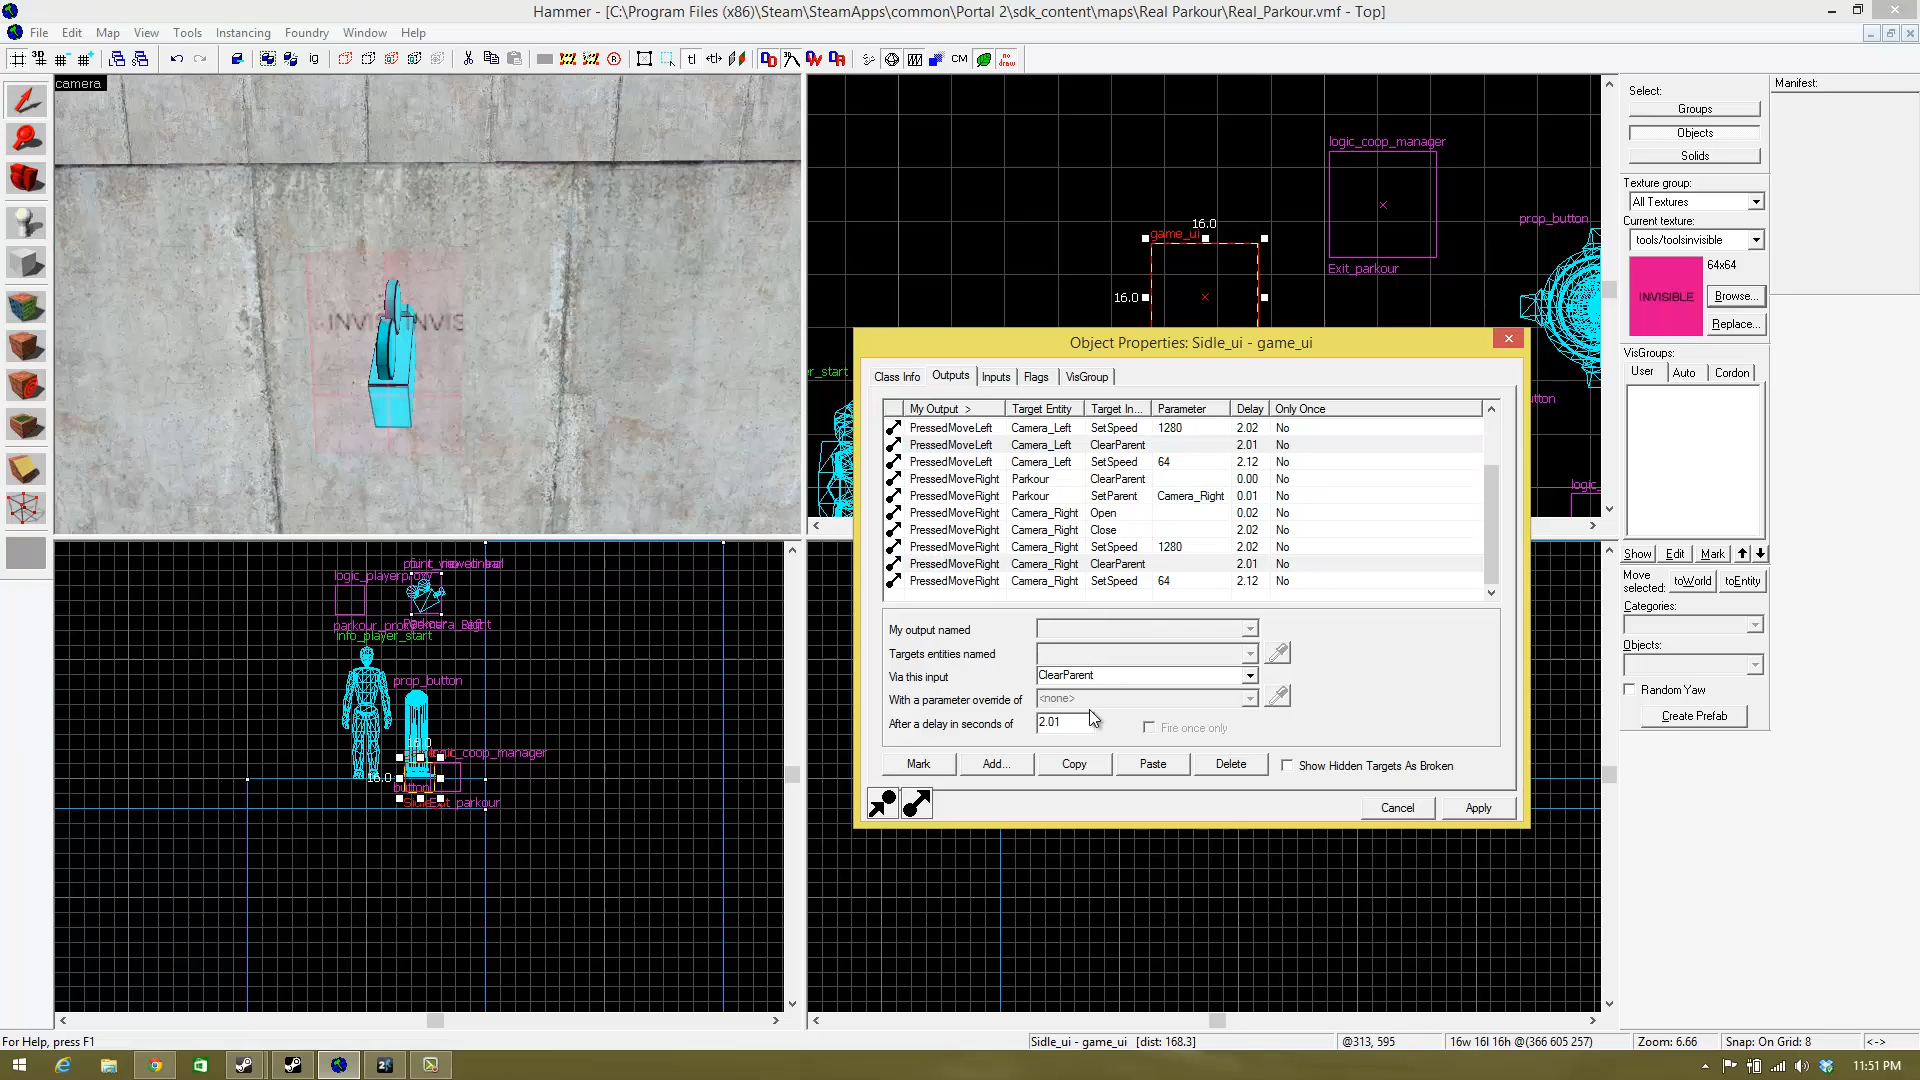 Hammer - [C:\Program Files (x86)\Steam\SteamApps\common\Portal 2\sdk_content\maps\Real Parkour\Real_Parkour.vmf - Top]
File Edit Map View Tools Instancing Foundry Window Help
camera
Select:
Groups
Objects
Solids
Texture group:
All Textures
Current texture:
tools/toolsinvisible
64x64
INVISIBLE
Browse...
Replace...
VisGroups:
User Auto Cordon
Show Edit Mark
Move selected: toWorld toEntity
Categories:
Objects:
Random Yaw
Create Prefab
Manifest:
logic_coop_manager
Exit_parkour
prop_button
16.0
game_ui
16.0
Object Properties: Sidle_ui - game_ui
Class Info Outputs Inputs Flags VisGroup
My Output > Target Entity Target In... Parameter Delay Only Once
PressedMoveLeft Camera_Left SetSpeed 1280 2.02 No
PressedMoveLeft Camera_Left ClearParent 2.01 No
PressedMoveLeft Camera_Left SetSpeed 64 2.12 No
PressedMoveRight Parkour ClearParent 0.00 No
PressedMoveRight Parkour SetParent Camera_Right 0.01 No
PressedMoveRight Camera_Right Open 0.02 No
PressedMoveRight Camera_Right Close 2.02 No
PressedMoveRight Camera_Right SetSpeed 1280 2.02 No
PressedMoveRight Camera_Right ClearParent 2.01 No
PressedMoveRight Camera_Right SetSpeed 64 2.12 No
My output named
Targets entities named
Via this input ClearParent
With a parameter override of <none>
After a delay in seconds of 2.01 Fire once only
Mark Add... Copy Paste Delete Show Hidden Targets As Broken
Cancel Apply
logic_playerproxy
info_player_start
prop_button
16.0
For Help, press F1
Sidle_ui - game_ui [dist: 168.3]
@313, 595
16w 16l 16h @(366 605 257)
Zoom: 6.66
Snap: On Grid: 8
<->
11:51 PM